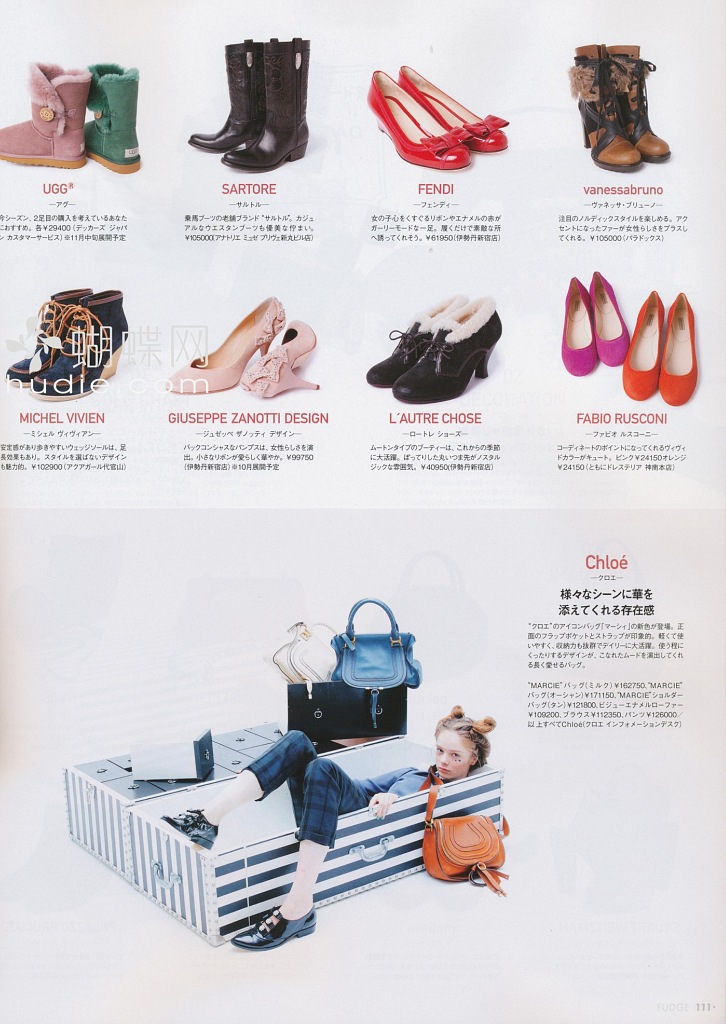 UGG®
—アグ—
今シーズン、2足目の購入を考えているあなた
におすすめ。各¥29400(デッカーズ ジャパ
ン カスタマーサービス)※11月中旬展開予定
SARTORE
—サルトル—
乗馬ブーツの老舗ブランド“サルトル”。カジュ
アルなウエスタンブーツも優美な佇まい。
¥105000(アナトリエ ミュゼ プリヴェ新丸ビル店)
FENDI
—フェンディ—
女の子心をくすぐるリボンやエナメルの赤が
ガーリーモードな一足。履くだけで素敵な所
へ誘ってくれそう。¥61950(伊勢丹新宿店)
vanessabruno
—ヴァネッサ・ブリューノ—
注目のノルディックスタイルを楽しめる。アク
セントになったファーが女性らしさをプラスし
てくれる。¥105000(パラドックス)
蝴蝶网
hudie.com
MICHEL VIVIEN
—ミシェル ヴィヴィアン—
安定感があり歩きやすいウェッジソールは、足
長効果もあり。スタイルを選ばないデザイン
も魅力的。¥102900(アクアガール代官山)
GIUSEPPE ZANOTTI DESIGN
—ジュゼッペ ザノッティ デザイン—
バックコンシャスなパンプスは、女性らしさを演
出。小さなリボンが愛らしく華やか。¥99750
(伊勢丹新宿店)※10月展開予定
L´AUTRE CHOSE
—ロートレ ショーズ—
ムートンタイプのブーティーは、これからの季節
に大活躍。ぽってりした丸いつま先がノスタル
ジックな雰囲気。¥40950(伊勢丹新宿店)
FABIO RUSCONI
—ファビオ ルスコーニ—
コーディネートのポイントになってくれるヴィヴィ
ドカラーがキュート。ピンク¥24150オレンジ
¥24150(ともにドレステリア 神南本店)
Chloé
—クロエ—
様々なシーンに華を
添えてくれる存在感
“クロエ”のアイコンバッグ「マーシィ」の新色が登場。正
面のフラップポケットとストラップが印象的。軽くて使
いやすく、収納力も抜群でデイリーに大活躍。使う程に
くったりするデザインが、こなれたムードを演出してくれ
る長く愛せるバッグ。
“MARCIE”バッグ(ミルク)¥162750、“MARCIE”
バッグ(オーシャン)¥171150、“MARCIE”ショルダー
バッグ(タン)¥121800、ビジューエナメルローファー
¥109200、ブラウス¥112350、パンツ¥126000／
以上すべてChloé(クロエ インフォメーションデスク)
FUDGE 111